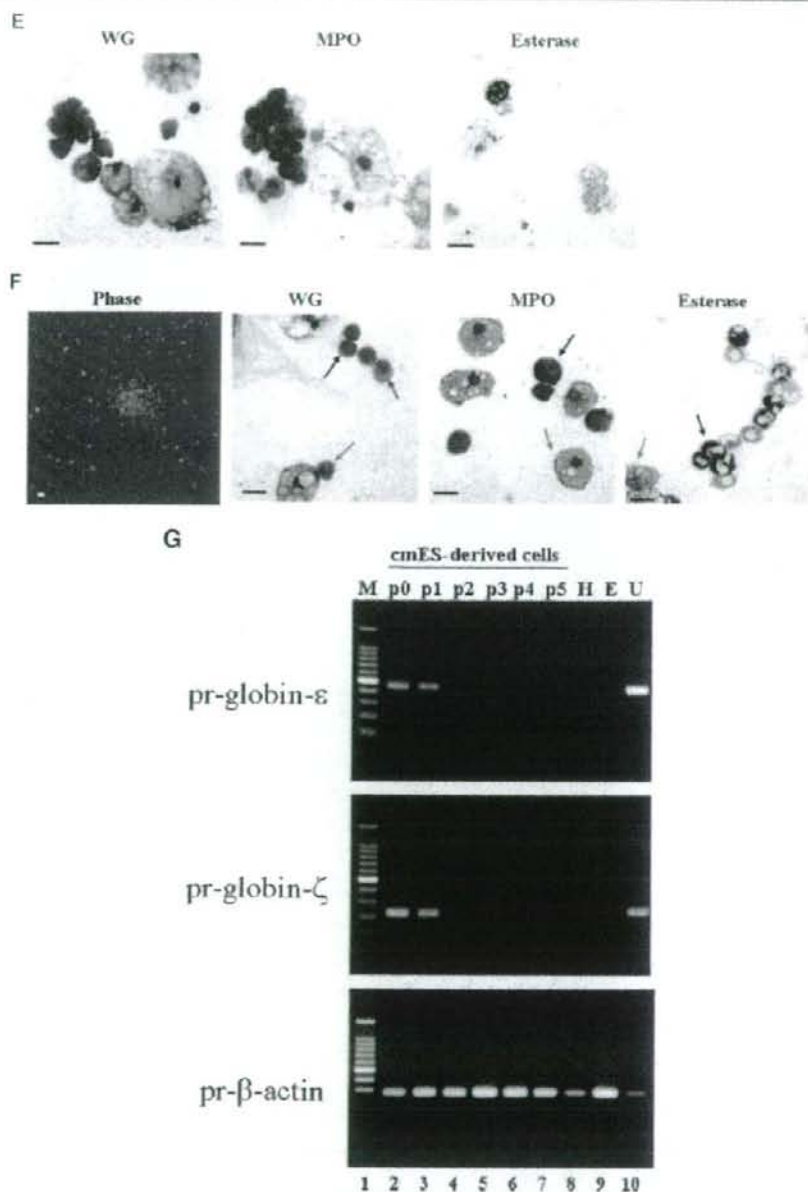 E
WG MPO Esterase
F
Phase WG MPO Esterase
G
cmES-derived cells
M p0 p1 p2 p3 p4 p5 H E U
pr-globin-ε
pr-globin-ζ
pr-β-actin
1 2 3 4 5 6 7 8 9 10